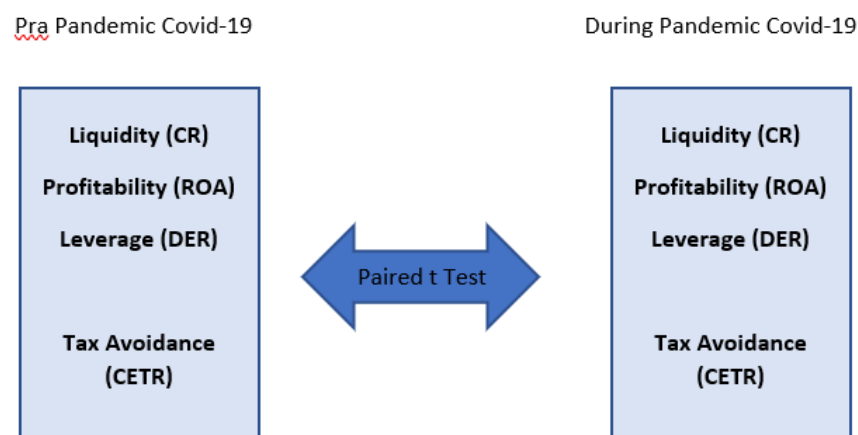 Pra Pandemic Covid-19
During Pandemic Covid-19
Liquidity (CR)
Profitability (ROA)
Leverage (DER)
Tax Avoidance
(CETR)
Paired t Test
Liquidity (CR)
Profitability (ROA)
Leverage (DER)
Tax Avoidance
(CETR)